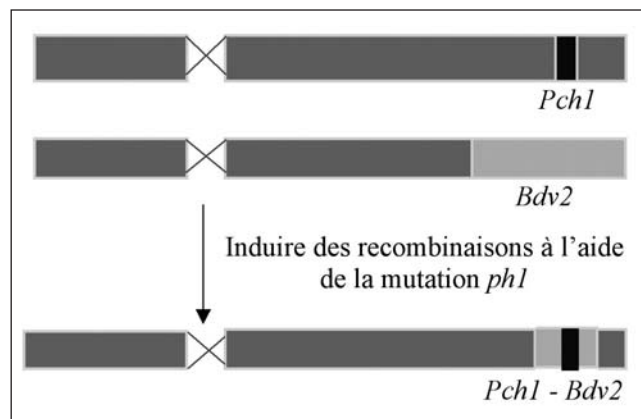 Pch1
Bdv2
Induire des recombinaisons à l'aide
de la mutation ph1
Pch1 - Bdv2